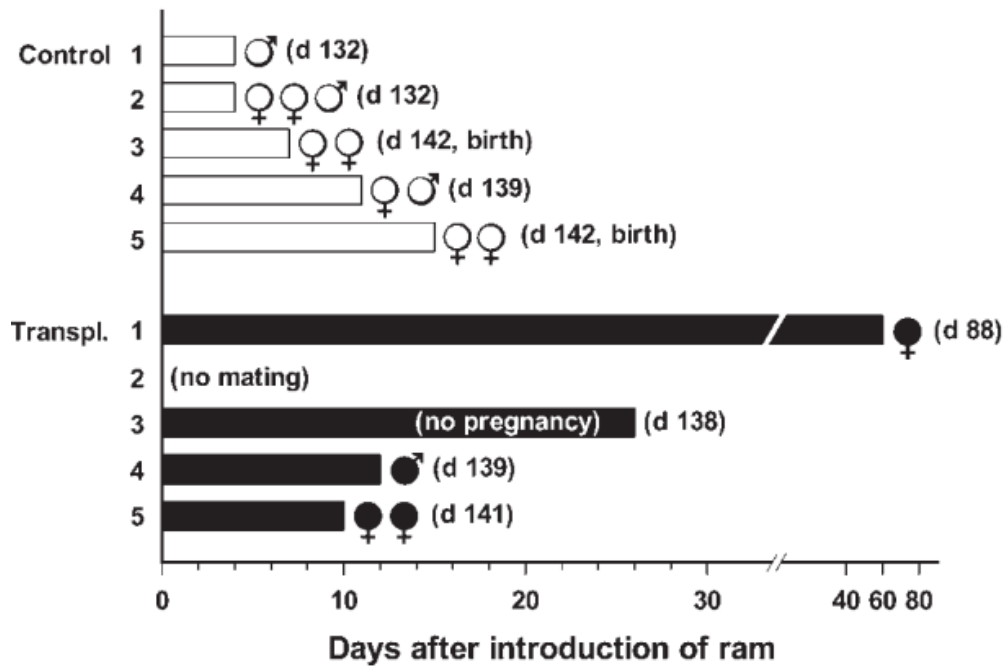 Control 1 ♂ (d 132)
2 ♀ ♀ ♂ (d 132)
3 ♀ ♀ (d 142, birth)
4 ♀ ♂ (d 139)
5 ♀ ♀ (d 142, birth)
Transpl. 1 ♀ (d 88)
2 (no mating)
3 (no pregnancy) (d 138)
4 ♂ (d 139)
5 ♀ ♀ (d 141)
0 10 20 30 40 60 80
Days after introduction of ram